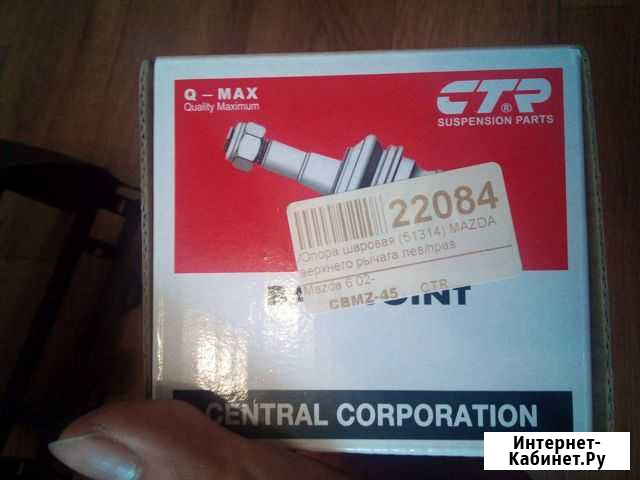 Q – MAX
Quality Maximum
CTR®
SUSPENSION PARTS
22084
Опора шаровая (51314) MAZDA
верхнего рычага лев/прав
Mazda 6 02-
CBMZ-45 CTR
CENTRAL CORPORATION
Интернет-
Кабинет.Ру